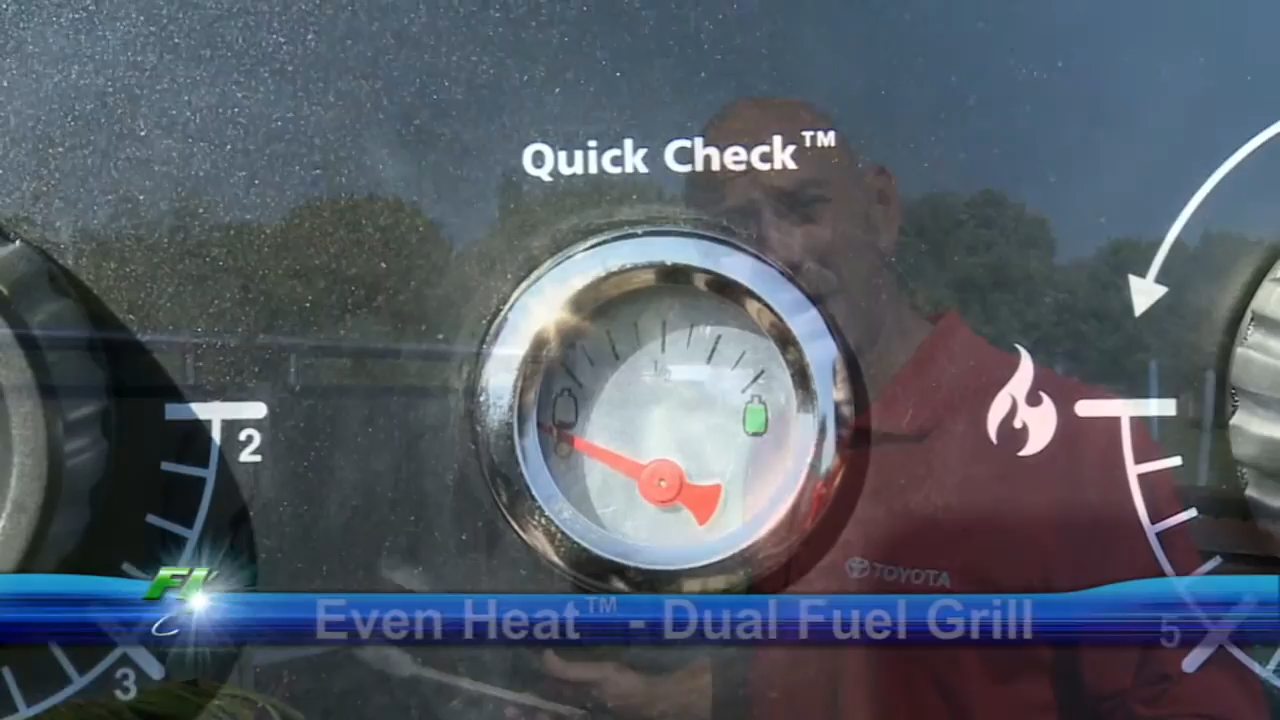 Quick Check™
2
TOYOTA
Even Heat™ - Dual Fuel Grill
5
3